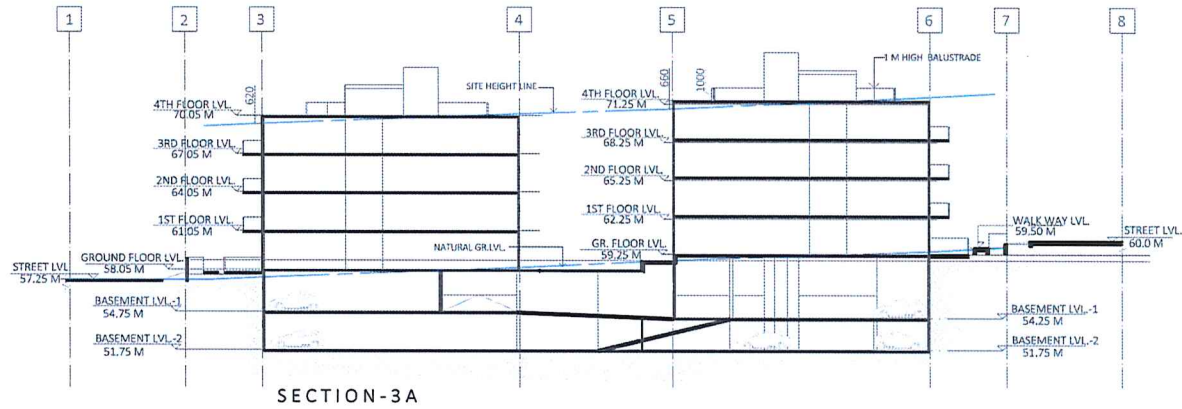 1 2 3 4 5 6 7 8
1 M HIGH BALUSTRADE
SITE HEIGHT LINE
620
660
1000
4TH FLOOR LVL.
70.05 M
3RD FLOOR LVL.
67.05 M
2ND FLOOR LVL.
64.05 M
1ST FLOOR LVL.
61.05 M
GROUND FLOOR LVL.
58.05 M
STREET LVL
57.25 M
BASEMENT LVL.-1
54.75 M
BASEMENT LVL.-2
51.75 M
NATURAL GR.LVL.
4TH FLOOR LVL.
71.25 M
3RD FLOOR LVL.
68.25 M
2ND FLOOR LVL.
65.25 M
1ST FLOOR LVL.
62.25 M
GR. FLOOR LVL.
59.25 M
WALK WAY LVL.
59.50 M
STREET LVL.
60.0 M
BASEMENT LVL.-1
54.25 M
BASEMENT LVL.-2
51.75 M
SECTION-3A